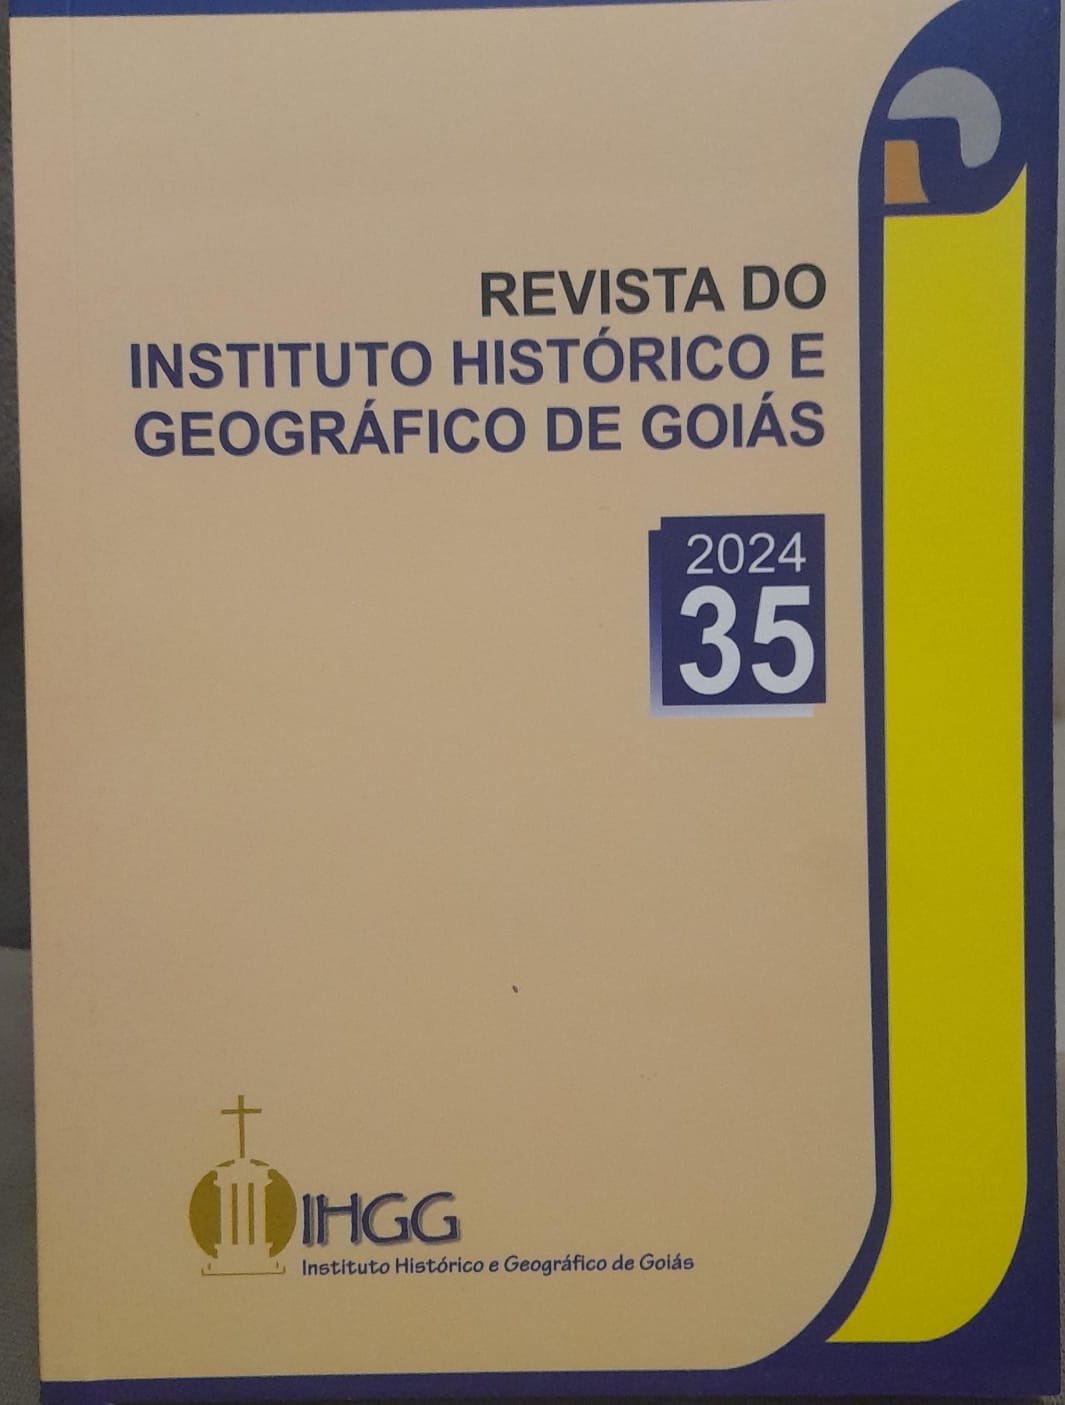 REVISTA DO
INSTITUTO HISTÓRICO E
GEOGRÁFICO DE GOIÁS
2024
35
IHGG
Instituto Histórico e Geográfico de Goiás